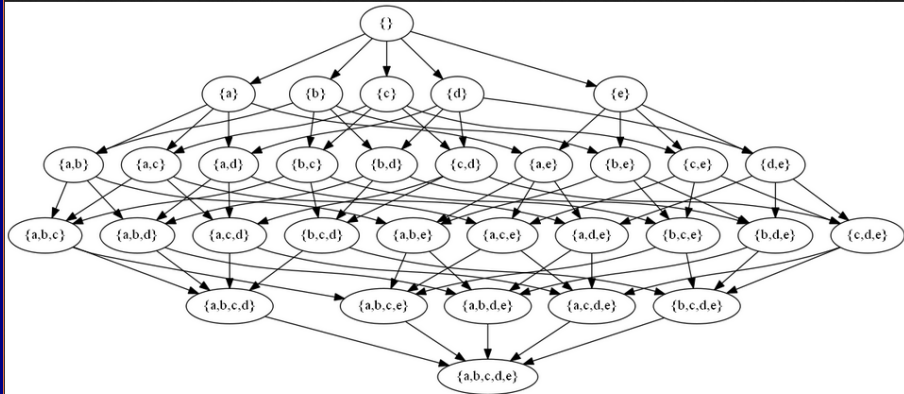 {}
{a} {b} {c} {d} {e}
{a,b} {a,c} {a,d} {b,c} {b,d} {c,d} {a,e} {b,e} {c,e} {d,e}
{a,b,c} {a,b,d} {a,c,d} {b,c,d} {a,b,e} {a,c,e} {a,d,e} {b,c,e} {b,d,e} {c,d,e}
{a,b,c,d} {a,b,c,e} {a,b,d,e} {a,c,d,e} {b,c,d,e}
{a,b,c,d,e}